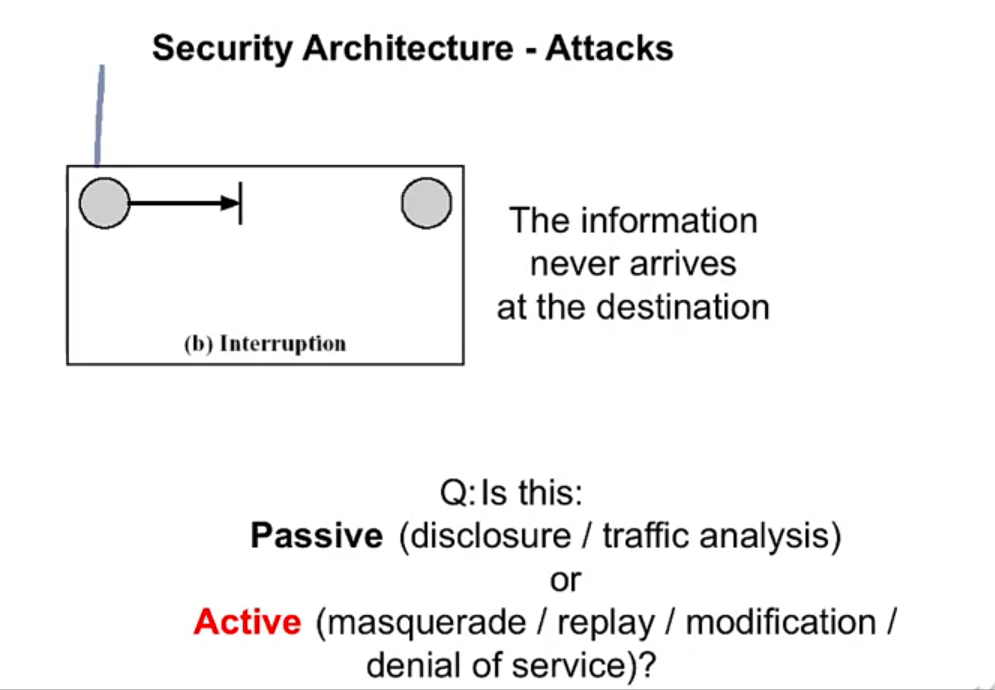 Security Architecture - Attacks
The information
never arrives
at the destination
(b) Interruption
Q:Is this:
Passive (disclosure / traffic analysis)
or
Active (masquerade / replay / modification /
denial of service)?